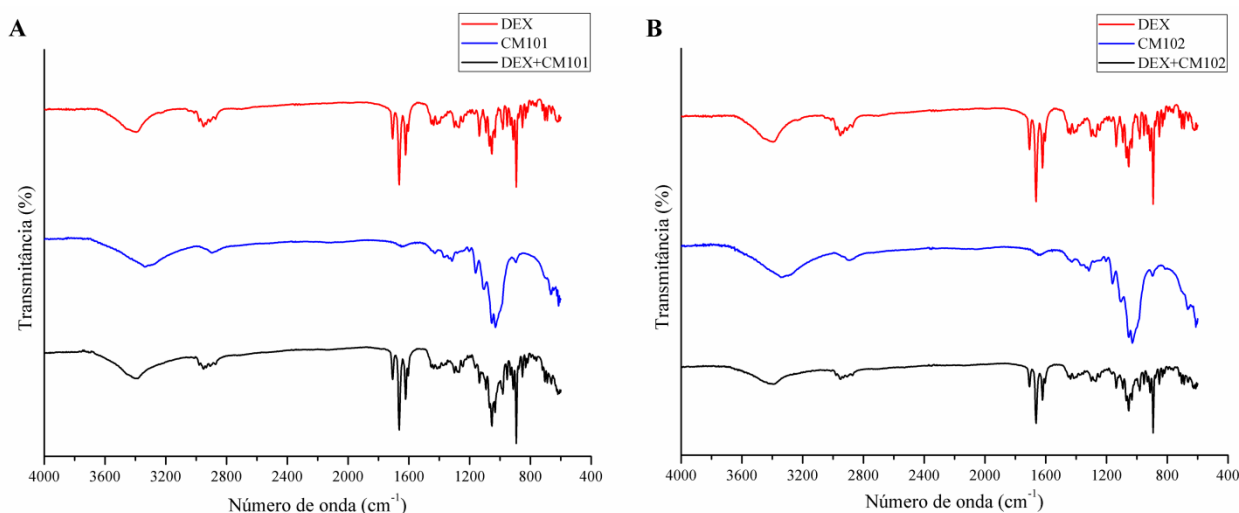 A
DEX
CM101
DEX+CM101
Transmitância (%)
4000 3600 3200 2800 2400 2000 1600 1200 800 400
Número de onda (cm⁻¹)
B
DEX
CM102
DEX+CM102
Transmitância (%)
4000 3600 3200 2800 2400 2000 1600 1200 800 400
Número de onda (cm⁻¹)